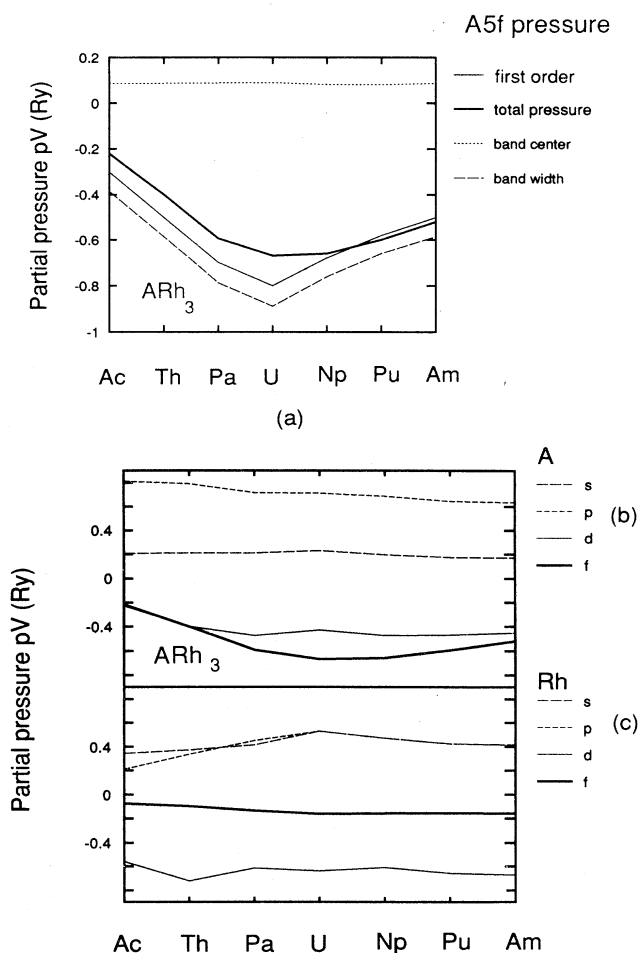 A5f pressure
0.2
0
-0.2
-0.4
-0.6
-0.8
-1
Partial pressure pV (Ry)
first order
total pressure
band center
band width
ARh3
Ac Th Pa U Np Pu Am
(a)
A
s
p
d
f
(b)
0.4
0
-0.4
ARh3
Partial pressure pV (Ry)
Rh
s
p
d
f
(c)
0.4
0
-0.4
Ac Th Pa U Np Pu Am